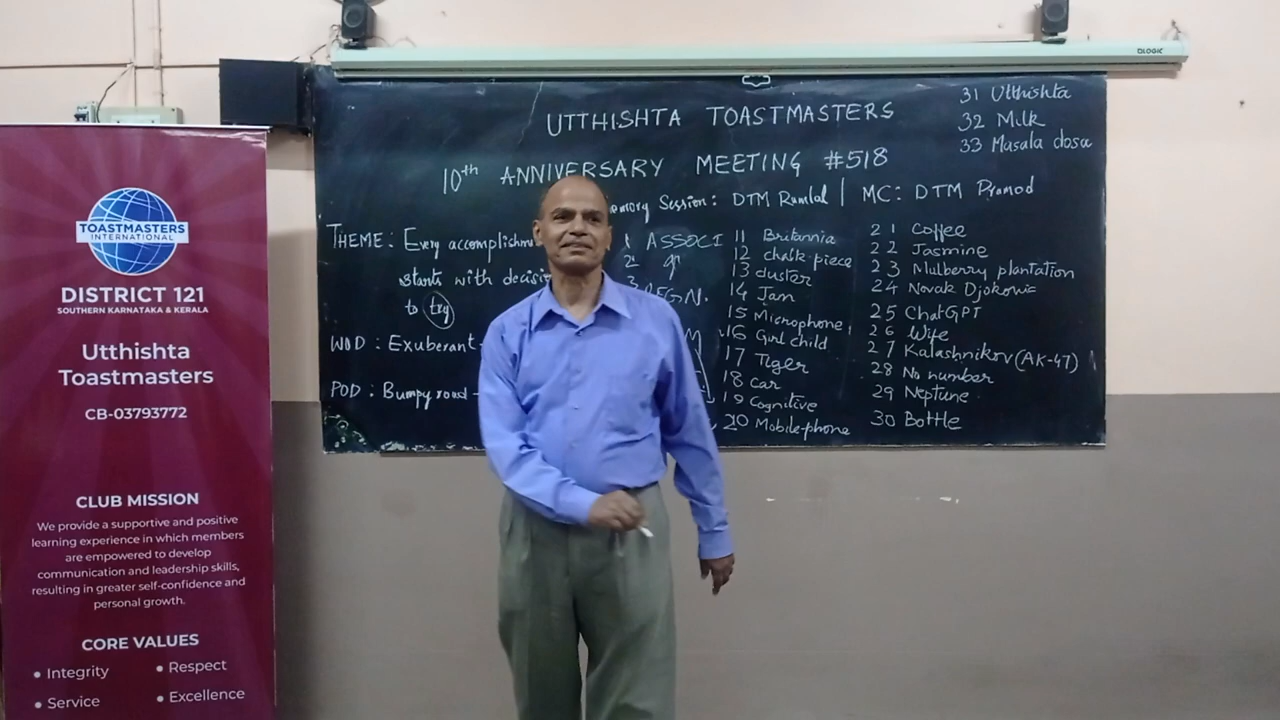 TOASTMASTERS
INTERNATIONAL
DISTRICT 121
SOUTHERN KARNATAKA & KERALA
Utthishta
Toastmasters
CB-03793772
CLUB MISSION
We provide a supportive and positive
learning experience in which members
are empowered to develop
communication and leadership skills,
resulting in greater self-confidence and
personal growth.
CORE VALUES
• Integrity
• Respect
• Service
• Excellence
QLOGIC
UTTHISHTA TOASTMASTERS
10th ANNIVERSARY MEETING #518
emory Session: DTM Ramlal | MC: DTM Pramod
THEME: Every accomplishm
starts with decisi
to try
WOD: Exuberant
POD: Bumpy road
1 ASSOCI
2
3 REGN.
11 Britannia
12 chalk-piece
13 duster
14 Jam
15 Microphone
16 Girl child
17 Tiger
18 car
19 Cognitive
20 Mobile-phone
21 Coffee
22 Jasmine
23 Mulberry plantation
24 Novak Djokovic
25 ChatGPT
26 Wife
27 Kalashnikov (AK-47)
28 No number
29 Neptune
30 Bottle
31 Utthishta
32 Milk
33 Masala dosa